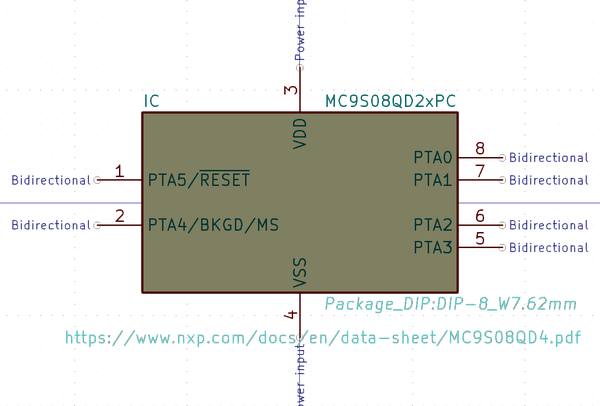 Power input
3
IC
MC9S08QD2xPC
VDD
8
PTA0
Bidirectional
Bidirectional
1
PTA5/RESET
7
PTA1
Bidirectional
Bidirectional
2
PTA4/BKGD/MS
6
PTA2
Bidirectional
5
PTA3
Bidirectional
VSS
4
Package_DIP:DIP-8_W7.62mm
https://www.nxp.com/docs/en/data-sheet/MC9S08QD4.pdf
ower input